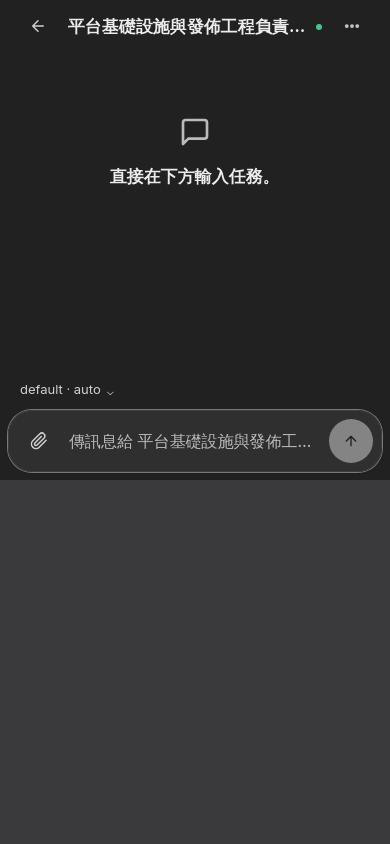 平台基礎設施與發佈工程負責...
直接在下方輸入任務。
default · auto
傳訊息給 平台基礎設施與發佈工...